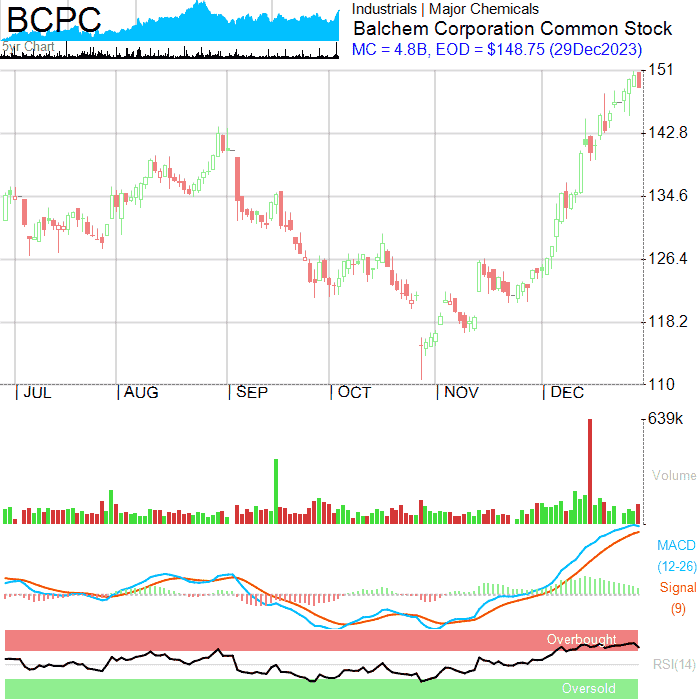 BCPC
5yr Chart
Industrials | Major Chemicals
Balchem Corporation Common Stock
MC = 4.8B, EOD = $148.75 (29Dec2023)
151
142.8
134.6
126.4
118.2
110
|JUL |AUG |SEP |OCT |NOV |DEC
639k
Volume
MACD
(12-26)
Signal
(9)
Overbought
RSI(14)
Oversold